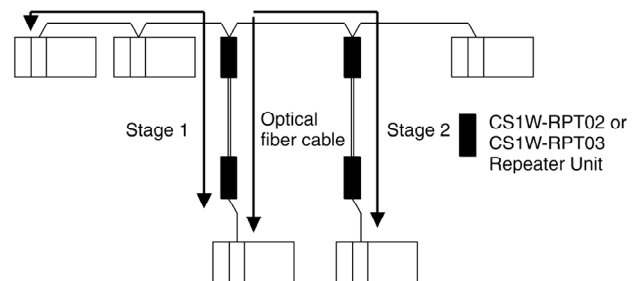 Stage 1
Optical
fiber cable
Stage 2
CS1W-RPT02 or
CS1W-RPT03
Repeater Unit